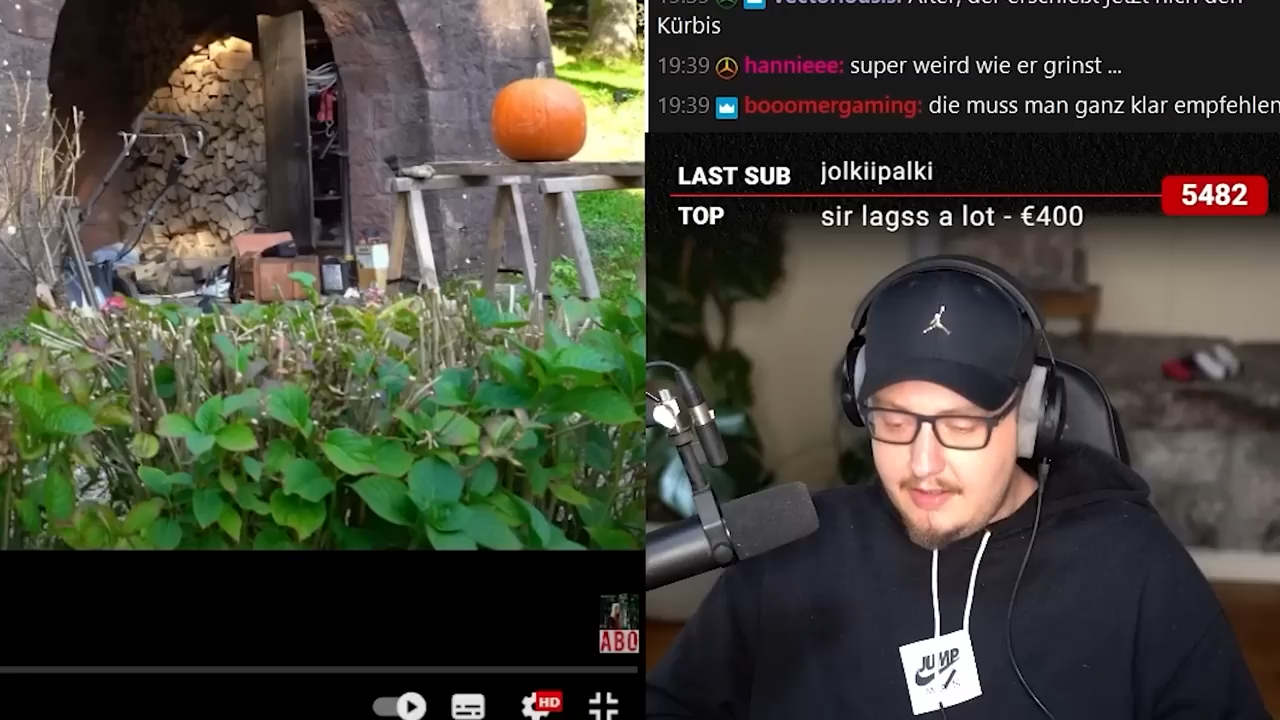 Kürbis
19:39 hannieee: super weird wie er grinst ...
19:39 booomergaming: die muss man ganz klar empfehlen
LAST SUB jolkiipalki
5482
TOP sir lagss a lot - €400
JUMP
ABO
HD